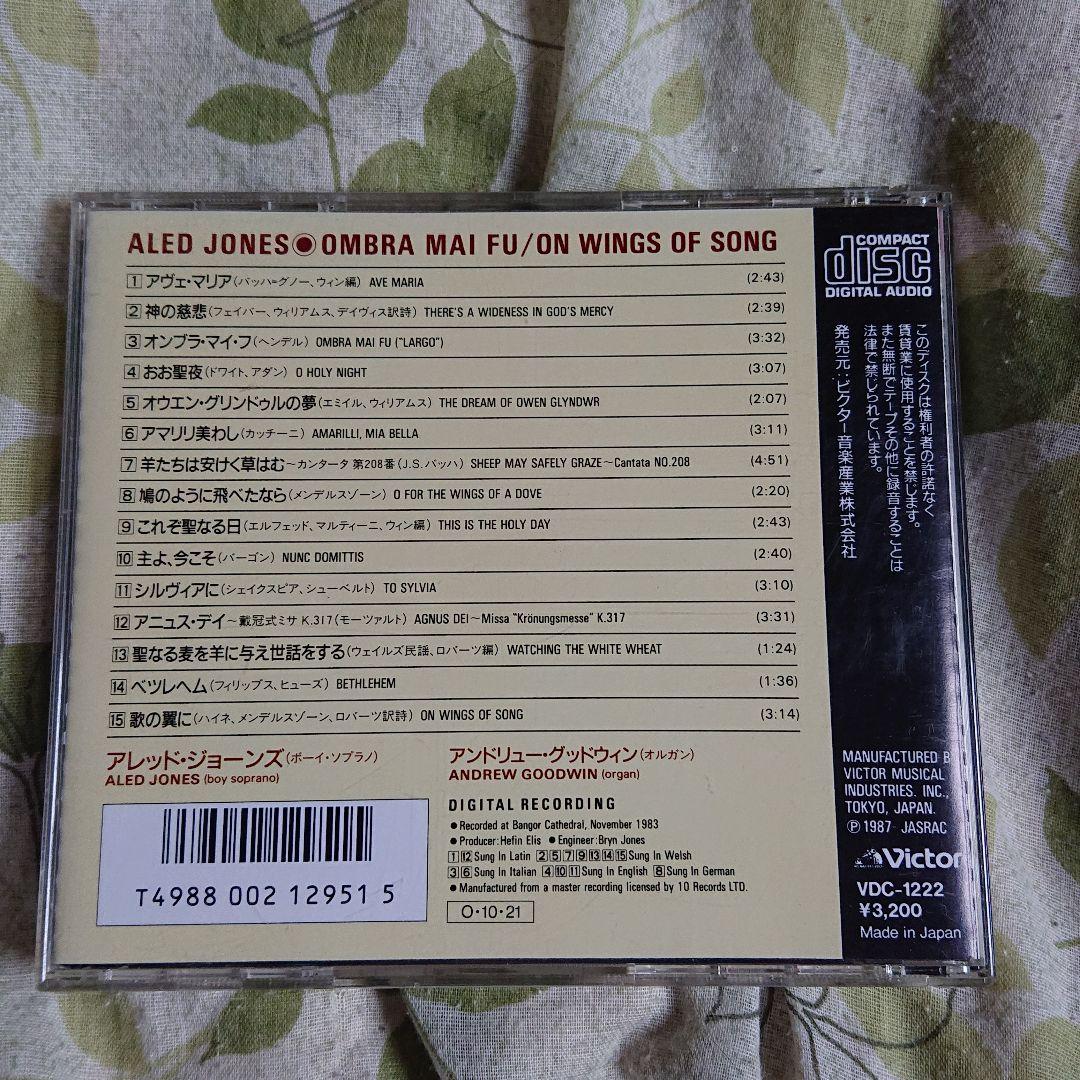 ALED JONES●OMBRA MAI FU/ON WINGS OF SONG
1 アヴェ・マリア(バッハ=グノー、ウィン編) AVE MARIA (2:43)
2 神の慈悲(フェイバー、ウィリアムス、デイヴィス訳詩) THERE'S A WIDENESS IN GOD'S MERCY (2:39)
3 オンブラ・マイ・フ(ヘンデル) OMBRA MAI FU ("LARGO") (3:32)
4 おお聖夜(ドワイト、アダン) O HOLY NIGHT (3:07)
5 オウエン・グリンドゥルの夢(エミイル、ウィリアムス) THE DREAM OF OWEN GLYNDWR (2:07)
6 アマリリ美わし(カッチーニ) AMARILLI, MIA BELLA (3:11)
7 羊たちは安けく草はむ〜カンタータ 第208番(J.S.バッハ) SHEEP MAY SAFELY GRAZE〜Cantata NO.208 (4:51)
8 鳩のように飛べたなら(メンデルスゾーン) O FOR THE WINGS OF A DOVE (2:20)
9 これぞ聖なる日(エルフェッド、マルティーニ、ウィン編) THIS IS THE HOLY DAY (2:43)
10 主よ、今こそ(バーゴン) NUNC DOMITTIS (2:40)
11 シルヴィアに(シェイクスピア、シューベルト) TO SYLVIA (3:10)
12 アニュス・デイ〜戴冠式ミサ K.317(モーツァルト) AGNUS DEI〜Missa "Krönungsmesse" K.317 (3:31)
13 聖なる麦を羊に与え世話をする(ウェイルズ民謡、ロバーツ編) WATCHING THE WHITE WHEAT (1:24)
14 ベツレヘム(フィリップス、ヒューズ) BETHLEHEM (1:36)
15 歌の翼に(ハイネ、メンデルスゾーン、ロバーツ訳詩) ON WINGS OF SONG (3:14)
アレッド・ジョーンズ(ボーイ・ソプラノ)
ALED JONES (boy soprano)
アンドリュー・グッドウィン(オルガン)
ANDREW GOODWIN (organ)
DIGITAL RECORDING
●Recorded at Bangor Cathedral, November 1983
●Producer: Hefin Elis ●Engineer: Bryn Jones
1 12 Sung In Latin 2 5 7 9 13 14 15 Sung In Welsh
3 6 Sung In Italian 4 10 11 Sung In English 8 Sung In German
●Manufactured from a master recording licensed by 10 Records LTD.
O・10・21
T4988 002 12951 5
COMPACT
disc
DIGITAL AUDIO
このディスクは権利者の許諾なく
賃貸業に使用することを禁じます。
また無断でテープその他に録音することは
法律で禁じられています。
発売元:ビクター音楽産業株式会社
MANUFACTURED B
VICTOR MUSICAL
INDUSTRIES. INC.,
TOKYO, JAPAN.
Ⓟ 1987 JASRAC
Victor
VDC-1222
¥3,200
Made in Japan